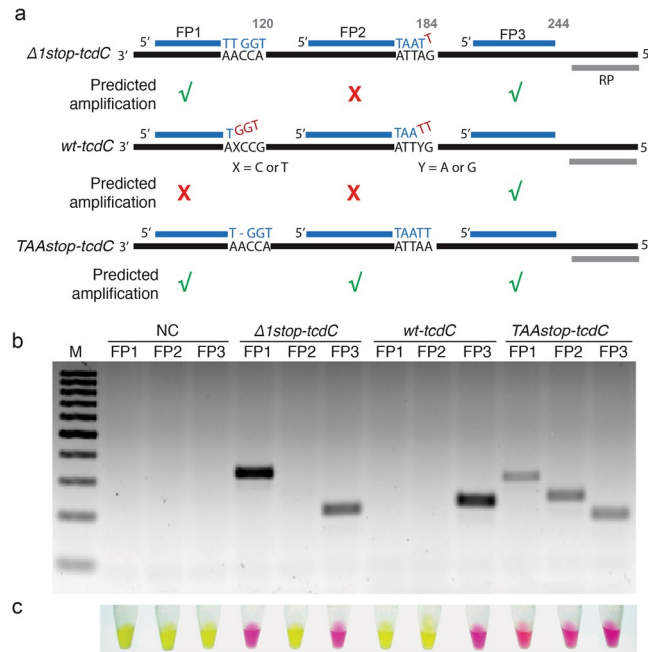 a
120 184 244
5′ FP1 TT GGT 5′ FP2 TAAT T 5′ FP3
Δ1stop-tcdC 3′ AACCA ATTAG 5′
RP
Predicted amplification √ X √
5′ T GGT 5′ TAA TT 5′
wt-tcdC 3′ AXCCG ATTYG 5′
X = C or T Y = A or G
Predicted amplification X X √
5′ T - GGT 5′ TAATT 5′
TAAstop-tcdC 3′ AACCA ATTAA 5′
Predicted amplification √ √ √
b
NC Δ1stop-tcdC wt-tcdC TAAstop-tcdC
M FP1 FP2 FP3 FP1 FP2 FP3 FP1 FP2 FP3 FP1 FP2 FP3
c